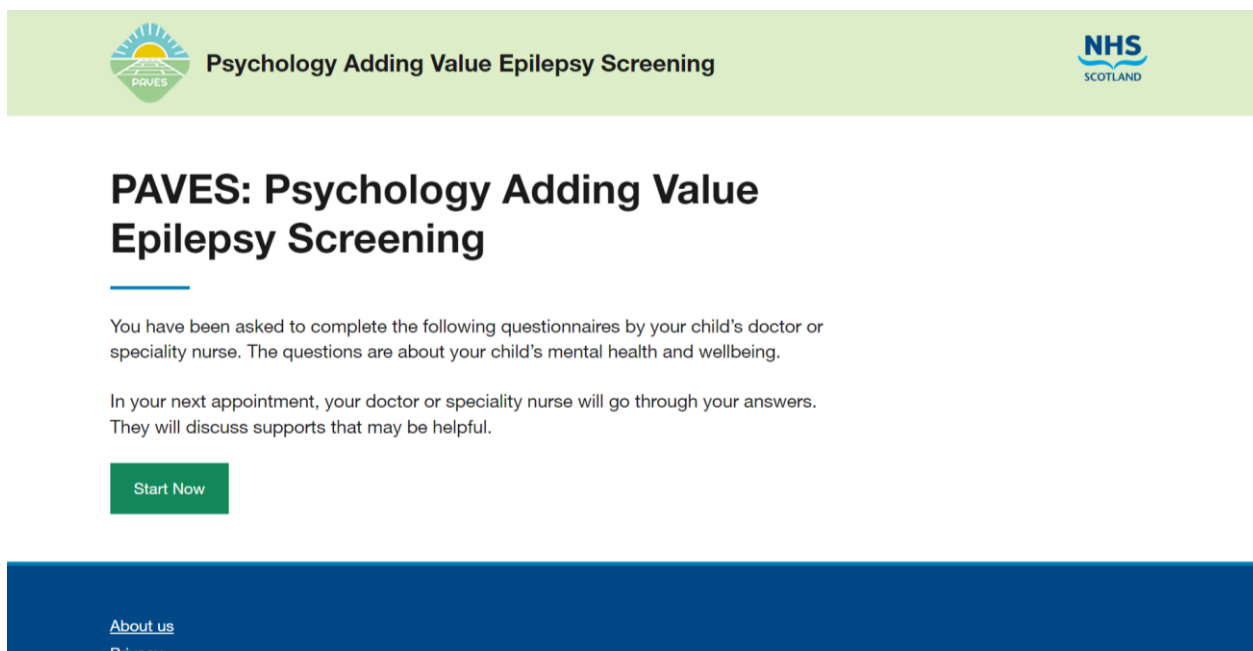 PAVES
Psychology Adding Value Epilepsy Screening
NHS
SCOTLAND
PAVES: Psychology Adding Value
Epilepsy Screening
You have been asked to complete the following questionnaires by your child’s doctor or
speciality nurse. The questions are about your child’s mental health and wellbeing.
In your next appointment, your doctor or speciality nurse will go through your answers.
They will discuss supports that may be helpful.
Start Now
About us